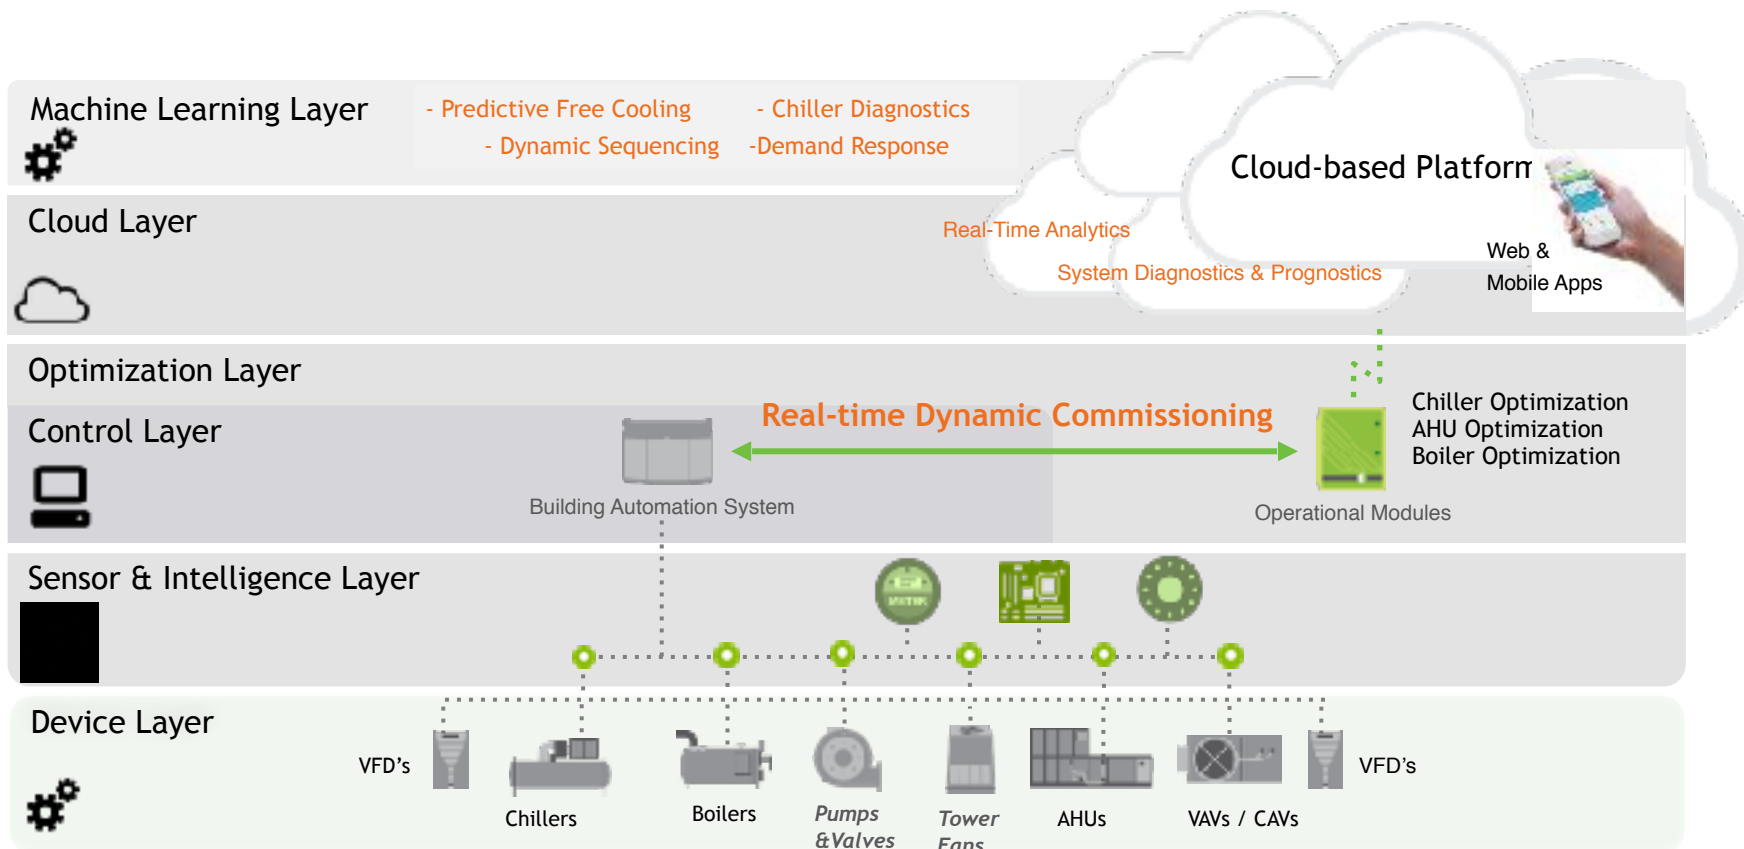 Machine Learning Layer
- Predictive Free Cooling
- Chiller Diagnostics
- Dynamic Sequencing
-Demand Response
Cloud-based Platform
Cloud Layer
Real-Time Analytics
System Diagnostics & Prognostics
Web &
Mobile Apps
Optimization Layer
Control Layer
Real-time Dynamic Commissioning
Chiller Optimization
AHU Optimization
Boiler Optimization
Building Automation System
Operational Modules
Sensor & Intelligence Layer
METER
Device Layer
VFD's
Chillers
Boilers
Pumps
&Valves
Tower
Fans
AHUs
VAVs / CAVs
VFD's